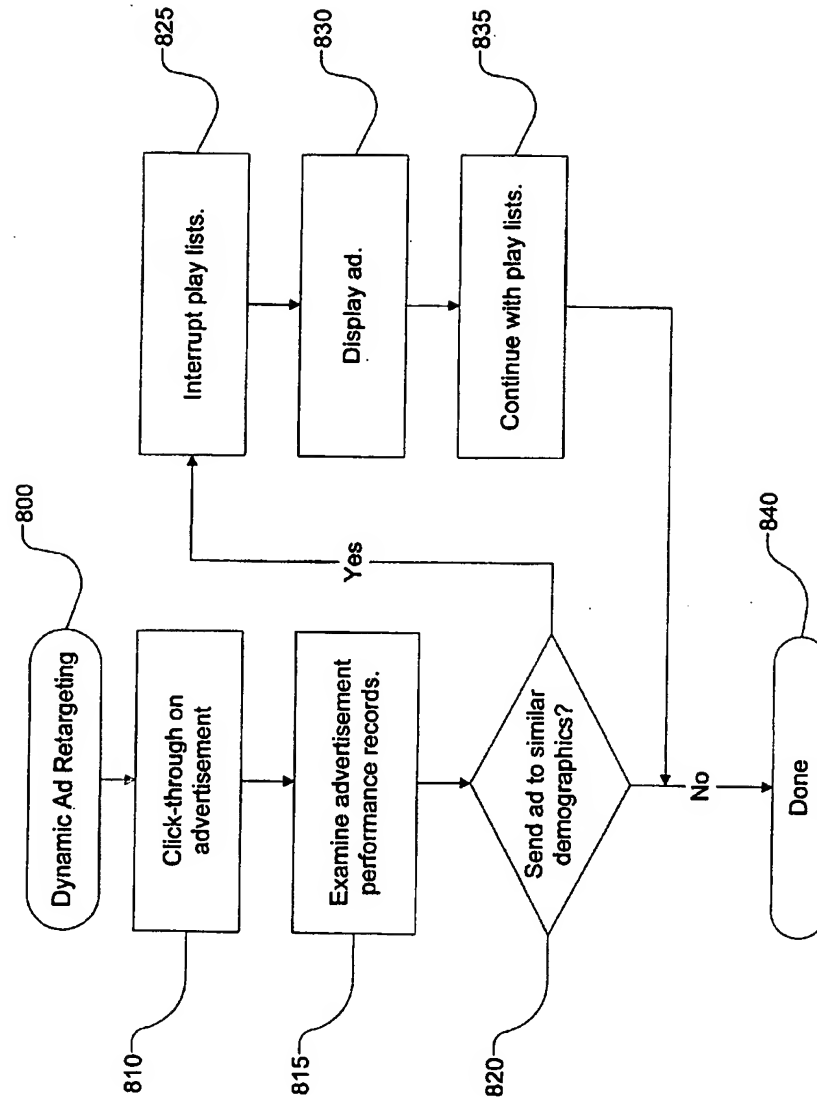 Dynamic Ad Retargeting
800
Click-through on
advertisement
810
Examine advertisement
performance records.
815
Send ad to similar
demographics?
820
Yes
Interrupt play lists.
825
Display ad.
830
Continue with play lists.
835
No
Done
840